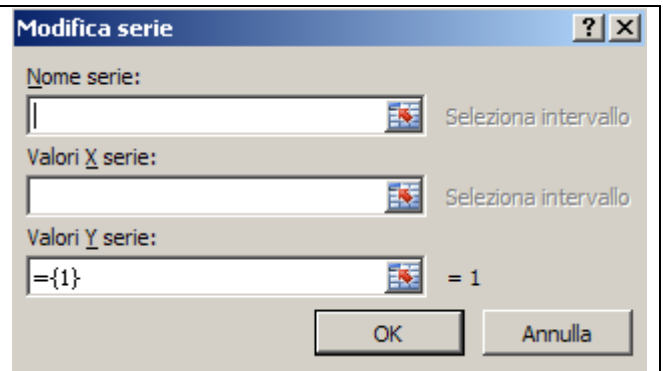 Modifica serie ? X
Nome serie:
Seleziona intervallo
Valori X serie:
Seleziona intervallo
Valori Y serie:
={1} = 1
OK Annulla